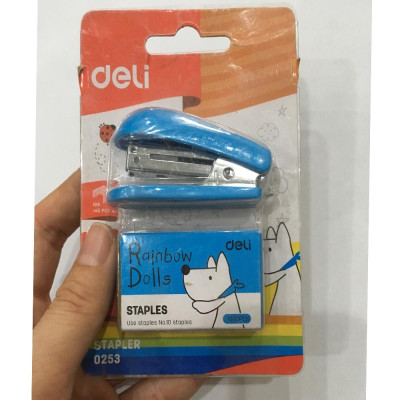 deli
deli
Rainbow
Dolls
STAPLES
Use staples No.10 staples
STAPLER
0253